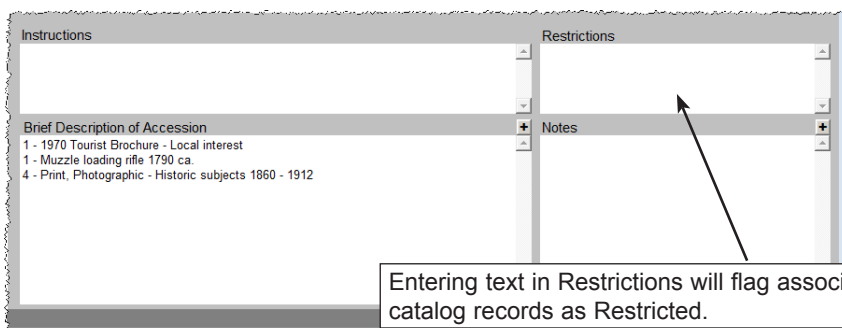 Instructions
Restrictions
Brief Description of Accession
+
Notes
+
1 - 1970 Tourist Brochure - Local interest
1 - Muzzle loading rifle 1790 ca.
4 - Print, Photographic - Historic subjects 1860 - 1912
Entering text in Restrictions will flag associ
catalog records as Restricted.